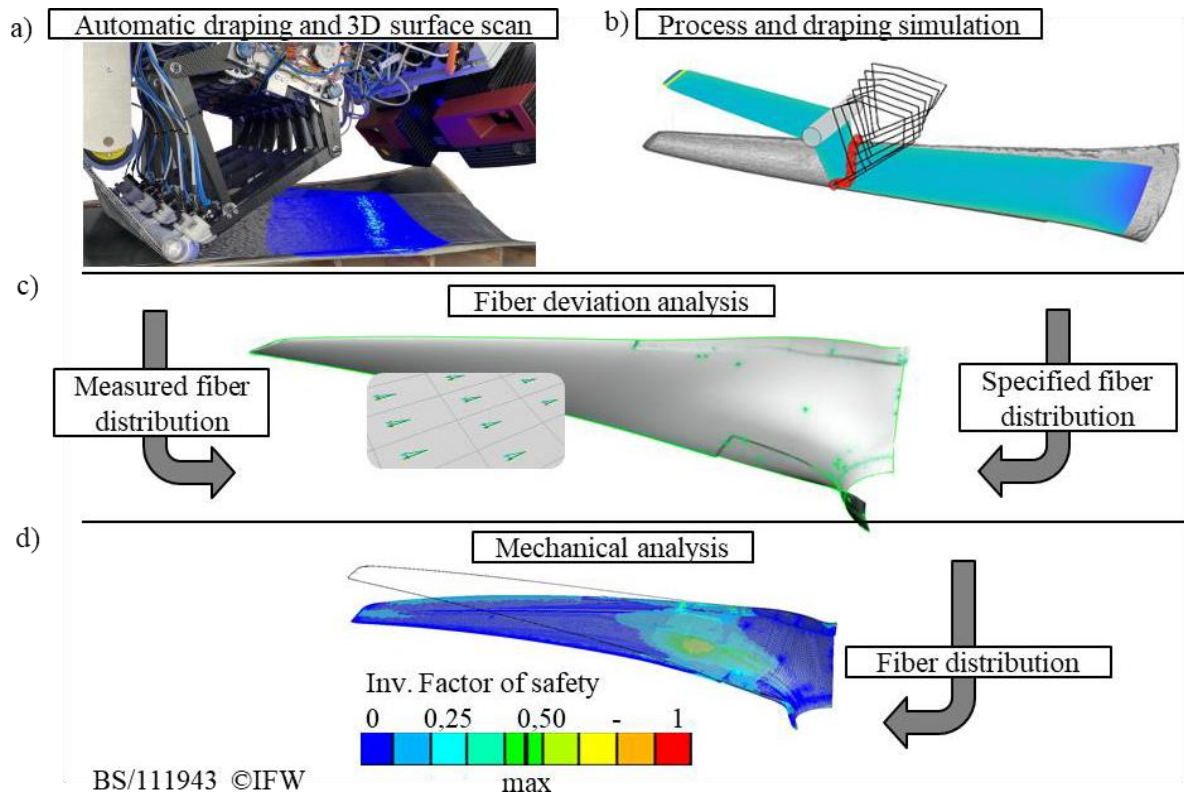 a)
Automatic draping and 3D surface scan
b)
Process and draping simulation
c)
Fiber deviation analysis
Measured fiber
distribution
Specified fiber
distribution
d)
Mechanical analysis
Fiber distribution
Inv. Factor of safety
0 0,25 0,50 - 1
max
BS/111943 ©IFW